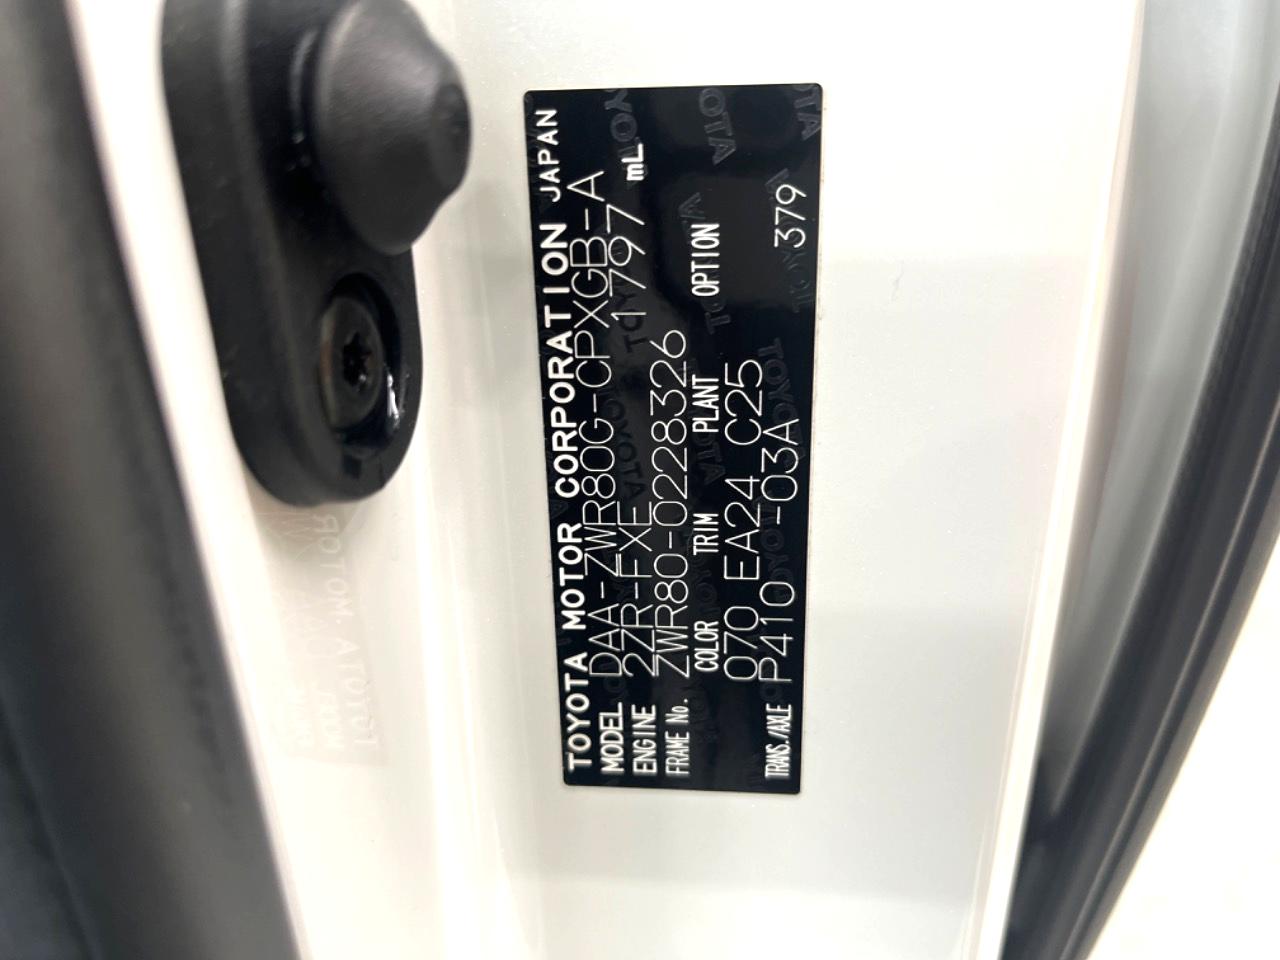 TOYOTA MOTOR CORPORATION JAPAN
MODEL DAA-ZWR80G-CPXGB-A
ENGINE 2ZR-FXE 1797 mL
FRAME No. ZWR80-0228326
COLOR TRIM PLANT OPTION
070 EA24 C25
TRANS./AXLE P410-03A 379